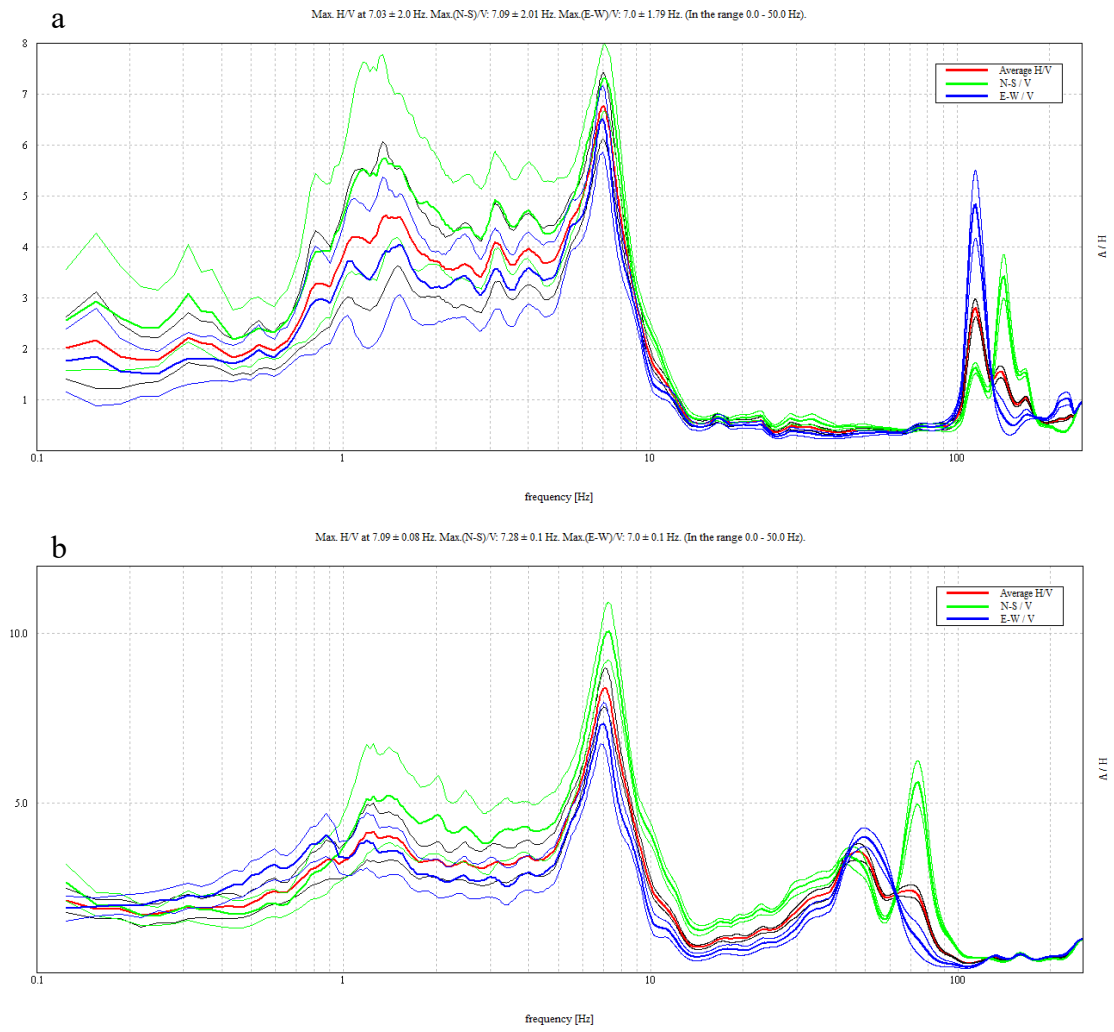 a
Max. H/V at 7.03 ± 2.0 Hz. Max.(N-S)/V: 7.09 ± 2.01 Hz. Max.(E-W)/V: 7.0 ± 1.79 Hz. (In the range 0.0 - 50.0 Hz).
8
7
6
5
4
3
2
1
Average H/V
N-S / V
E-W / V
H / V
0.1
1
10
100
frequency [Hz]
b
Max. H/V at 7.09 ± 0.08 Hz. Max.(N-S)/V: 7.28 ± 0.1 Hz. Max.(E-W)/V: 7.0 ± 0.1 Hz. (In the range 0.0 - 50.0 Hz).
10.0
5.0
Average H/V
N-S / V
E-W / V
H / V
0.1
1
10
100
frequency [Hz]